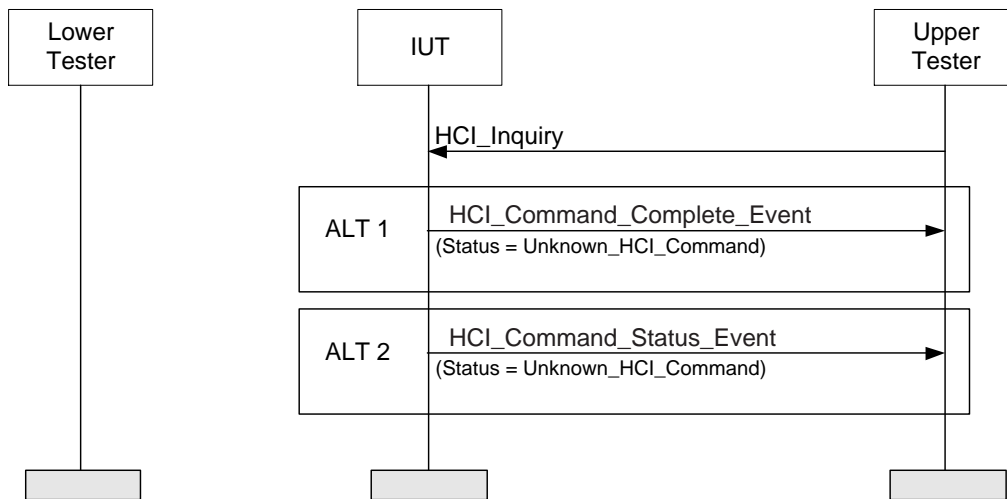 Lower
Tester
IUT
Upper
Tester
HCI_Inquiry
ALT 1
HCI_Command_Complete_Event
(Status = Unknown_HCI_Command)
ALT 2
HCI_Command_Status_Event
(Status = Unknown_HCI_Command)